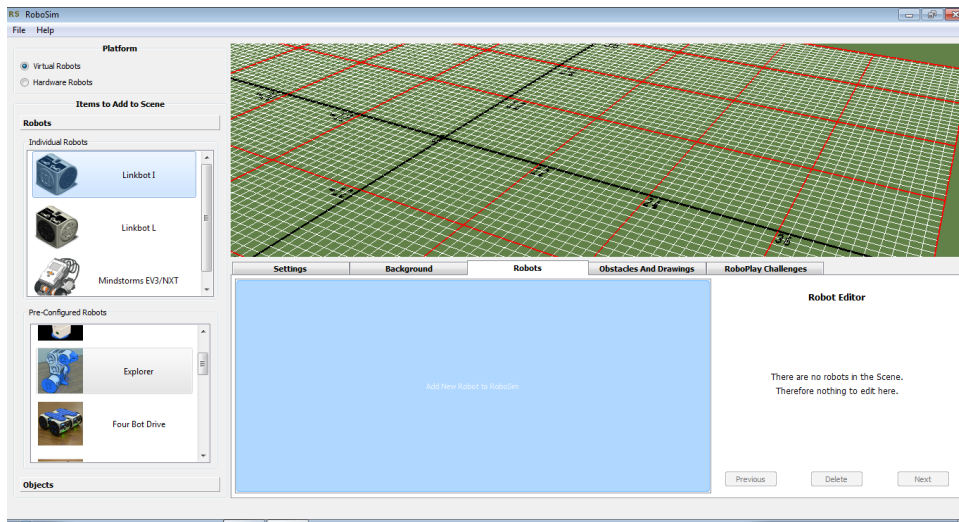 RS RoboSim
File Help
Platform
Virtual Robots
Hardware Robots
Items to Add to Scene
Robots
Individual Robots
Linkbot I
Linkbot L
Mindstorms EV3/NXT
Pre-Configured Robots
Explorer
Four Bot Drive
Objects
Settings
Background
Robots
Obstacles And Drawings
RoboPlay Challenges
Add New Robot to RoboSim
Robot Editor
There are no robots in the Scene.
Therefore nothing to edit here.
Previous
Delete
Next